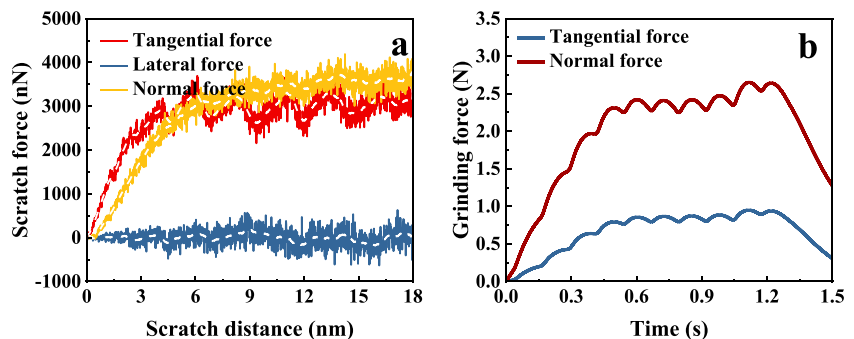 a
Tangential force
Lateral force
Normal force
Scratch force (nN)
5000
4000
3000
2000
1000
0
-1000
0 3 6 9 12 15 18
Scratch distance (nm)
b
Tangential force
Normal force
Grinding force (N)
3.5
3.0
2.5
2.0
1.5
1.0
0.5
0.0
0.0 0.3 0.6 0.9 1.2 1.5
Time (s)